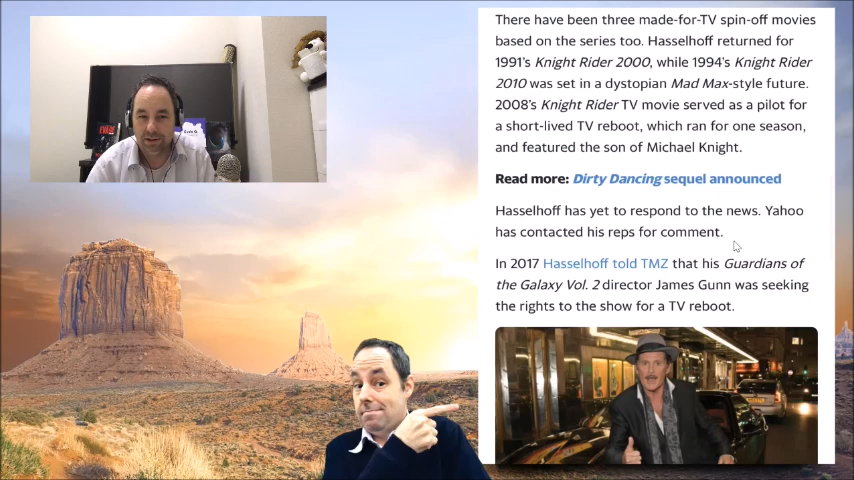 There have been three made-for-TV spin-off movies
based on the series too. Hasselhoff returned for
1991's Knight Rider 2000, while 1994's Knight Rider
2010 was set in a dystopian Mad Max-style future.
2008's Knight Rider TV movie served as a pilot for
a short-lived TV reboot, which ran for one season,
and featured the son of Michael Knight.
Read more: Dirty Dancing sequel announced
Hasselhoff has yet to respond to the news. Yahoo
has contacted his reps for comment.
In 2017 Hasselhoff told TMZ that his Guardians of
the Galaxy Vol. 2 director James Gunn was seeking
the rights to the show for a TV reboot.